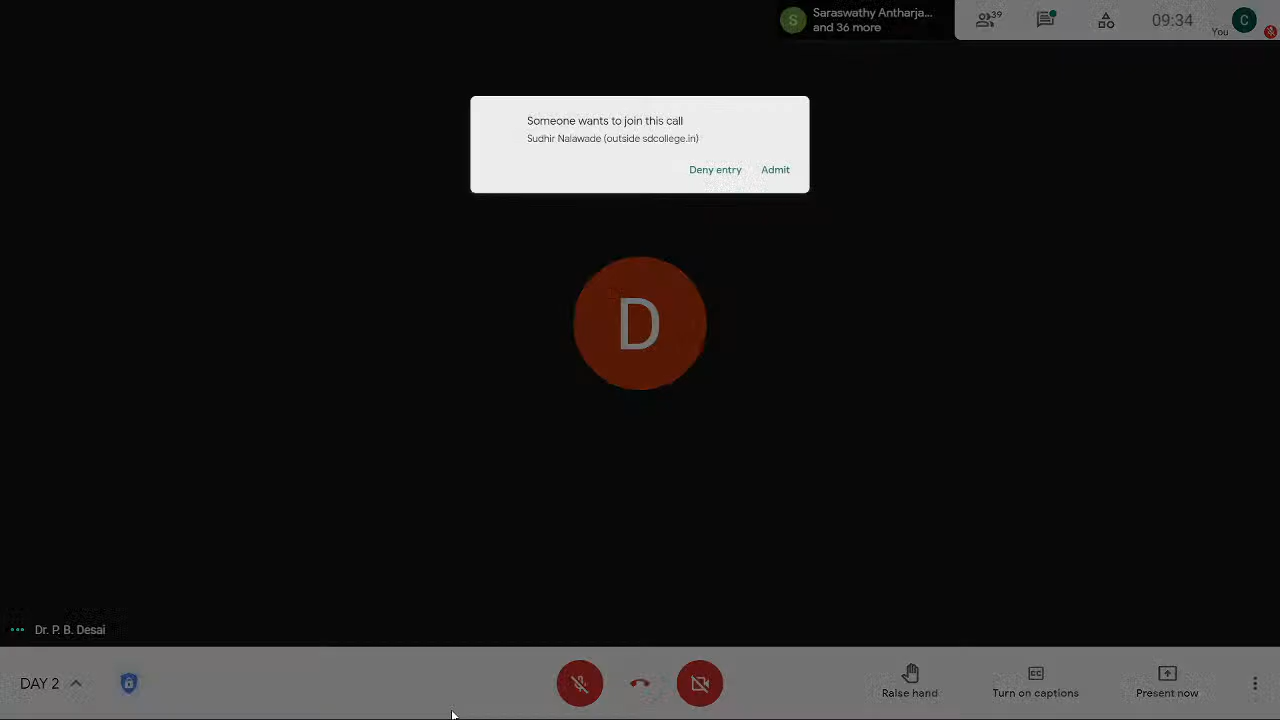 S
Saraswathy Antharja...
and 36 more
39
09:34
You
C
Someone wants to join this call
Sudhir Nalawade (outside sdcollege.in)
Deny entry
Admit
D
Dr. P. B. Desai
DAY 2
CC
Raise hand
Turn on captions
Present now